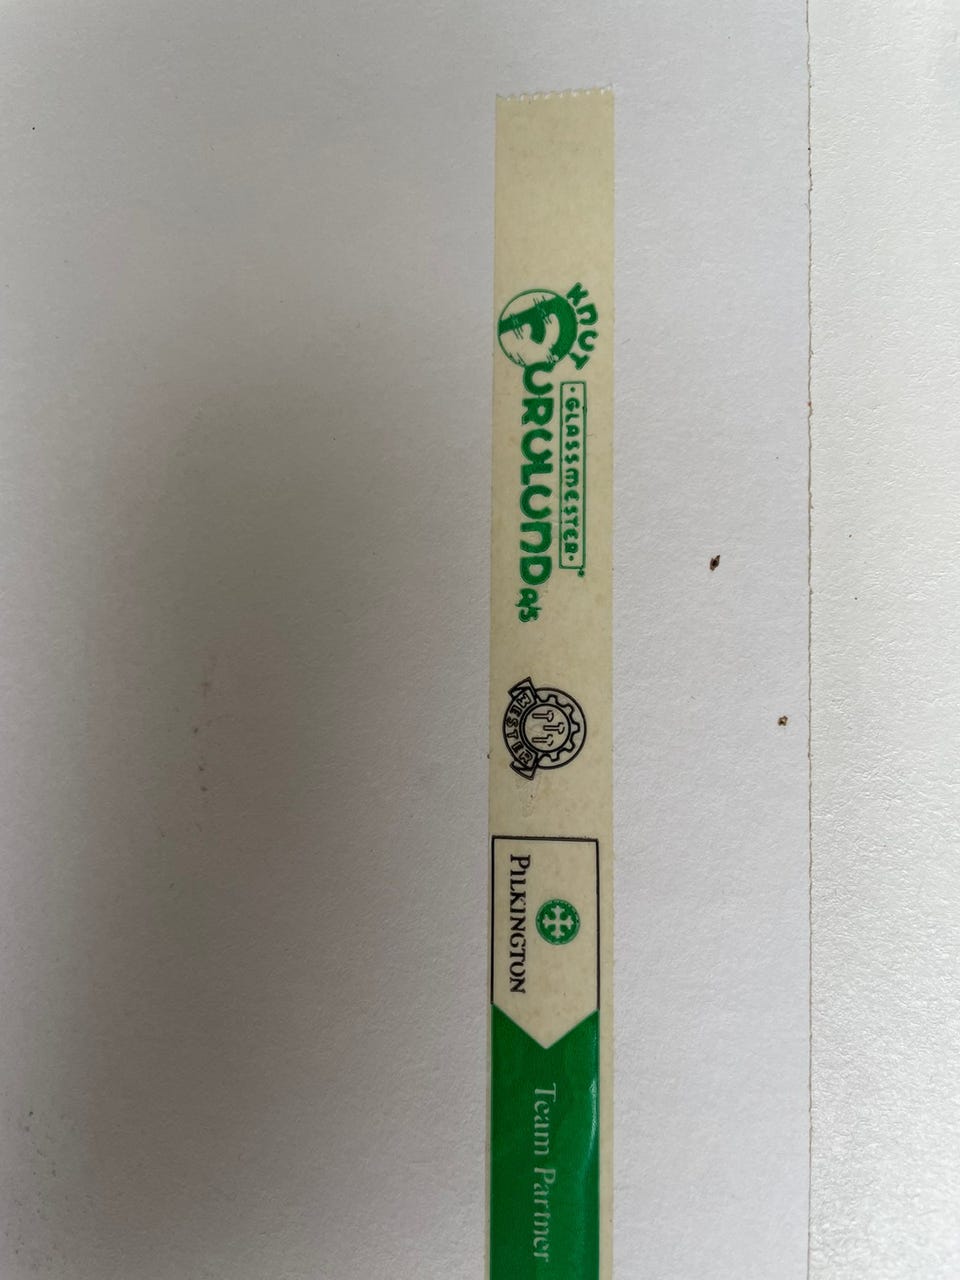 KNUT
FURULUND A/S
·GLASSMESTER·
MESTER
PILKINGTON
Team Partner